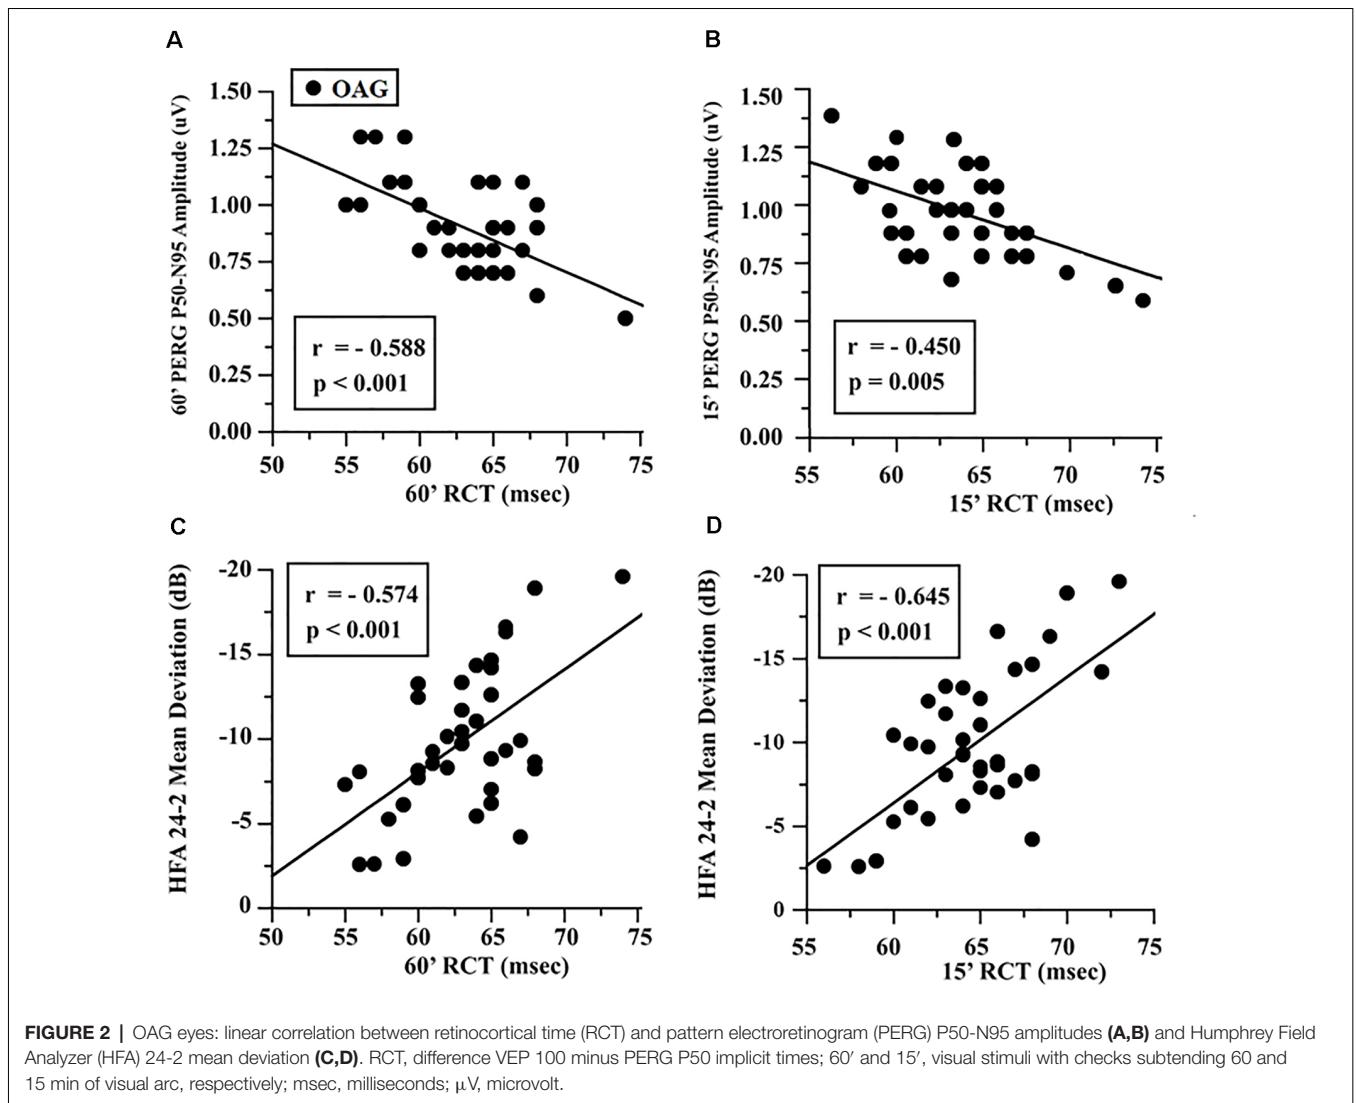 A
OAG
1.50
1.25
1.00
0.75
0.50
0.25
0.00
60’ PERG P50-N95 Amplitude (uV)
r = - 0.588
p < 0.001
50 55 60 65 70 75
60’ RCT (msec)
B
1.50
1.25
1.00
0.75
0.50
0.25
0.00
15’ PERG P50-N95 Amplitude (uV)
r = - 0.450
p = 0.005
55 60 65 70 75
15’ RCT (msec)
C
-20
-15
-10
-5
0
HFA 24-2 Mean Deviation (dB)
r = - 0.574
p < 0.001
50 55 60 65 70 75
60’ RCT (msec)
D
-20
-15
-10
-5
0
HFA 24-2 Mean Deviation (dB)
r = - 0.645
p < 0.001
55 60 65 70 75
15’ RCT (msec)
FIGURE 2 | OAG eyes: linear correlation between retinocortical time (RCT) and pattern electroretinogram (PERG) P50-N95 amplitudes (A,B) and Humphrey Field
Analyzer (HFA) 24-2 mean deviation (C,D). RCT, difference VEP 100 minus PERG P50 implicit times; 60′ and 15′, visual stimuli with checks subtending 60 and
15 min of visual arc, respectively; msec, milliseconds; μV, microvolt.